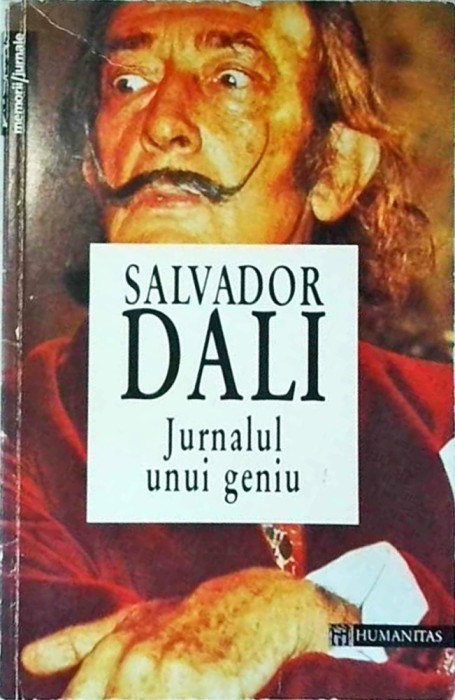 memorii/jurnale
SALVADOR
DALI
Jurnalul
unui geniu
HUMANITAS